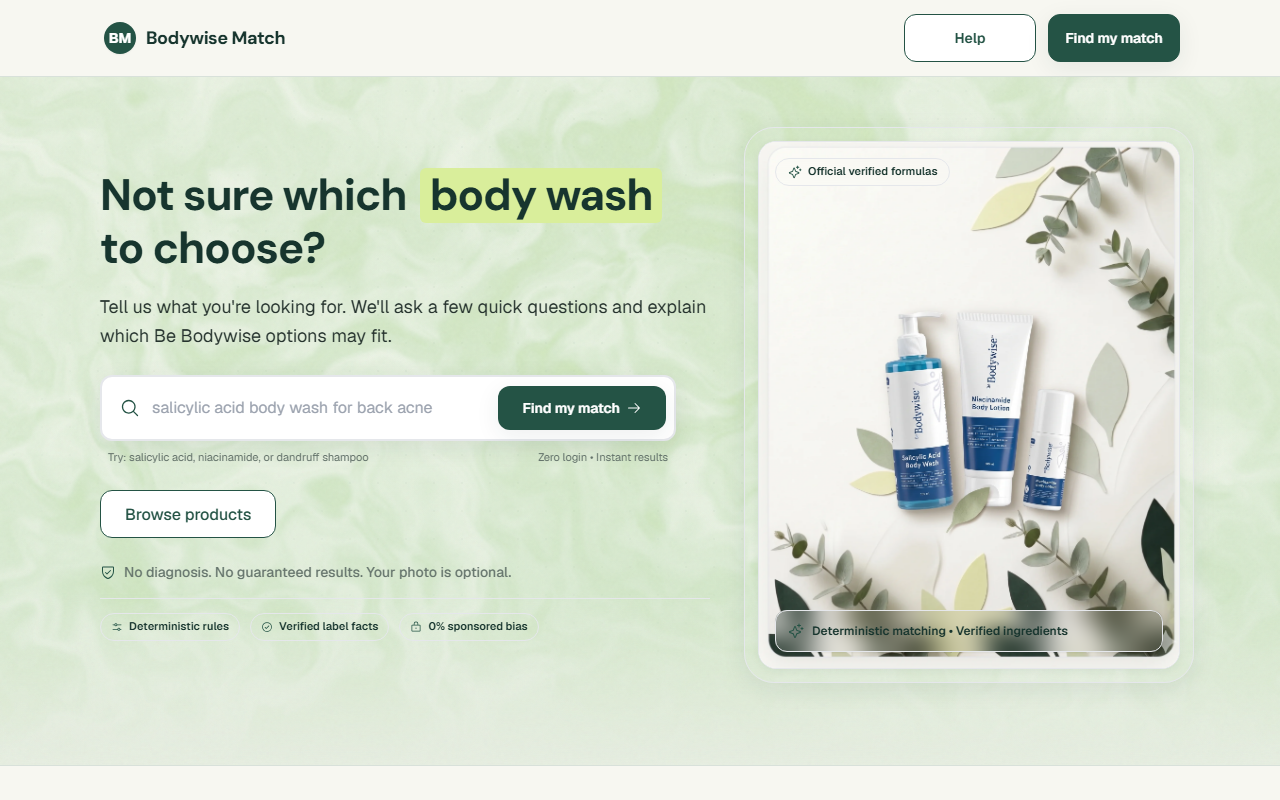 BM Bodywise Match
Help
Find my match
Not sure which body wash
to choose?
Tell us what you're looking for. We'll ask a few quick questions and explain
which Be Bodywise options may fit.
salicylic acid body wash for back acne
Find my match →
Try: salicylic acid, niacinamide, or dandruff shampoo
Zero login • Instant results
Browse products
No diagnosis. No guaranteed results. Your photo is optional.
Deterministic rules
Verified label facts
0% sponsored bias
Official verified formulas
be Bodywise
Salicylic Acid
Body Wash
be Bodywise
Niacinamide
Body Lotion
be Bodywise
Deterministic matching • Verified ingredients